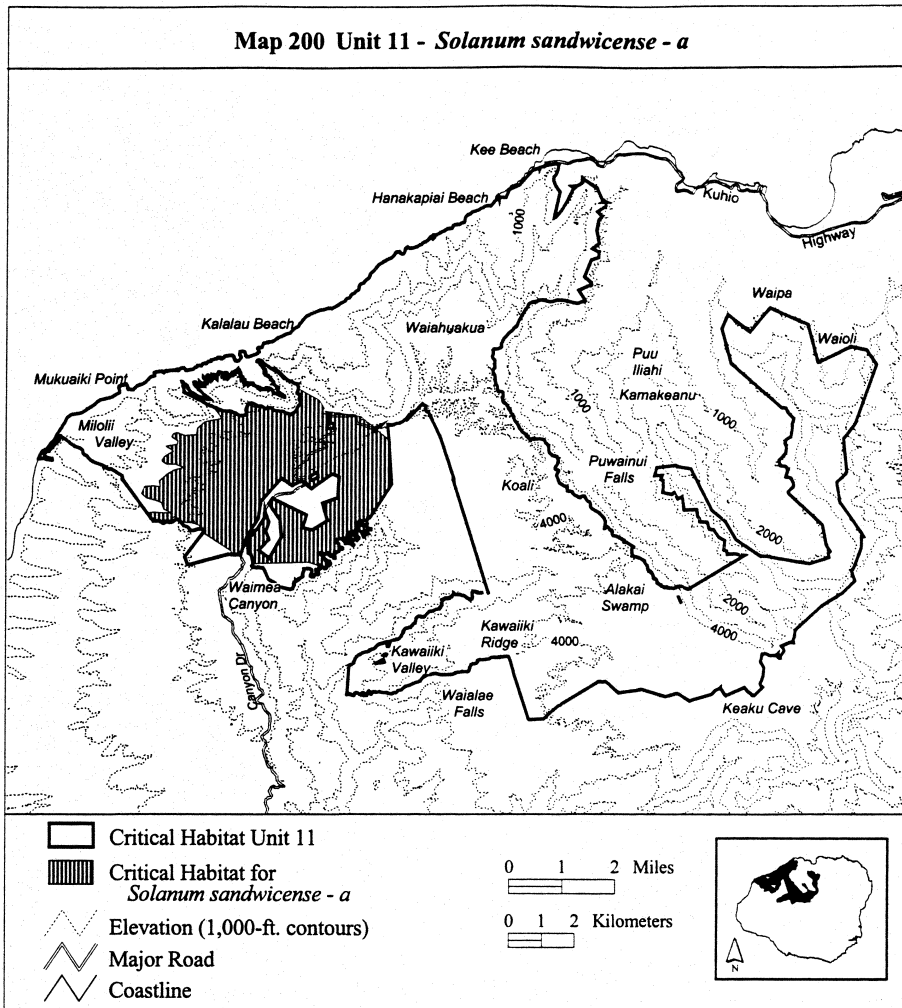 Map 200 Unit 11 - Solanum sandwicense - a
Kee Beach
Hanakapiai Beach
1000
Kuhio
Highway
Waipa
Kalalau Beach
Waiahuakua
Waioli
Mukuaiki Point
Puu
Iliahi
Kamakeanu
1000
1000
Milolii
Valley
Puwainui
Falls
Koali
4000
2000
Waimea
Canyon
Alakai
Swamp
2000
4000
Kawaiiki
Ridge
4000
Kawaiiki
Valley
Canyon Dr
Waialae
Falls
Keaku Cave
Critical Habitat Unit 11
Critical Habitat for
Solanum sandwicense - a
Elevation (1,000-ft. contours)
Major Road
Coastline
0 1 2 Miles
0 1 2 Kilometers
N